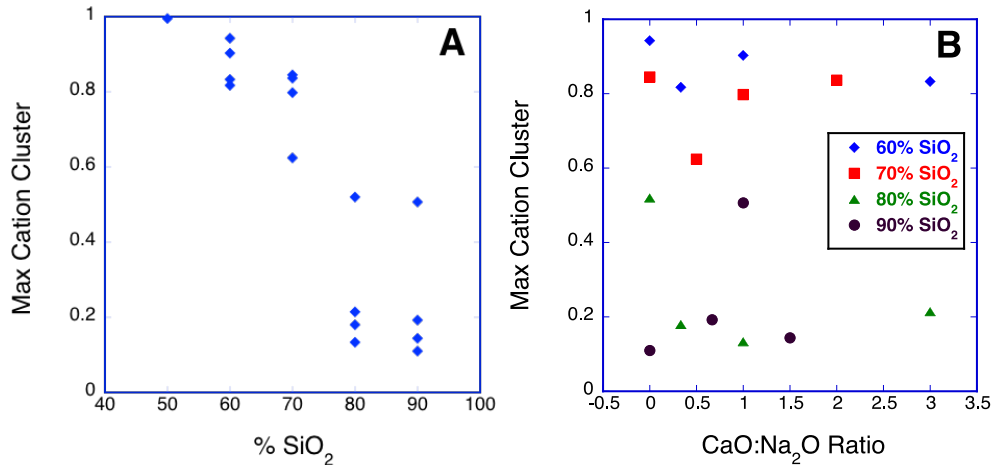 A
Max Cation Cluster
1
0.8
0.6
0.4
0.2
0
40 50 60 70 80 90 100
% SiO₂
B
Max Cation Cluster
1
0.8
0.6
0.4
0.2
0
60% SiO₂
70% SiO₂
80% SiO₂
90% SiO₂
-0.5 0 0.5 1 1.5 2 2.5 3 3.5
CaO:Na₂O Ratio